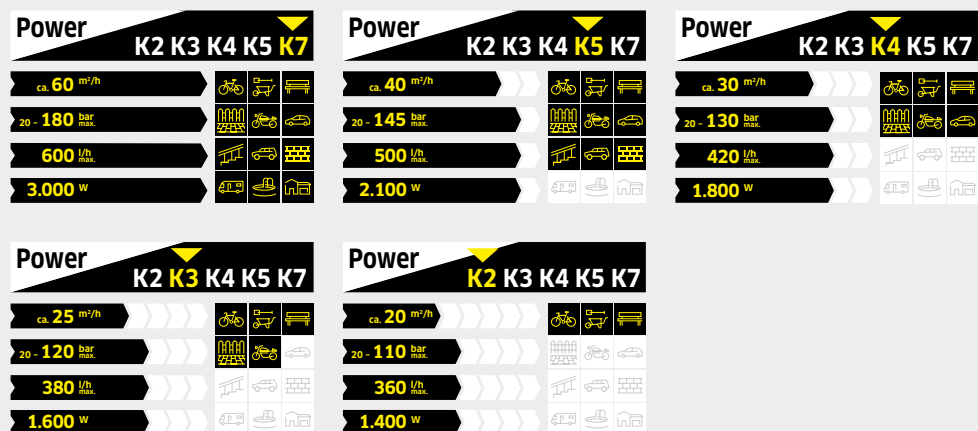 Power
K2 K3 K4 K5 K7
ca. 60 m²/h
20 – 180 bar max.
600 l/h max.
3.000 W
Power
K2 K3 K4 K5 K7
ca. 40 m²/h
20 – 145 bar max.
500 l/h max.
2.100 W
Power
K2 K3 K4 K5 K7
ca. 30 m²/h
20 – 130 bar max.
420 l/h max.
1.800 W
Power
K2 K3 K4 K5 K7
ca. 25 m²/h
20 – 120 bar max.
380 l/h max.
1.600 W
Power
K2 K3 K4 K5 K7
ca. 20 m²/h
20 – 110 bar max.
360 l/h max.
1.400 W